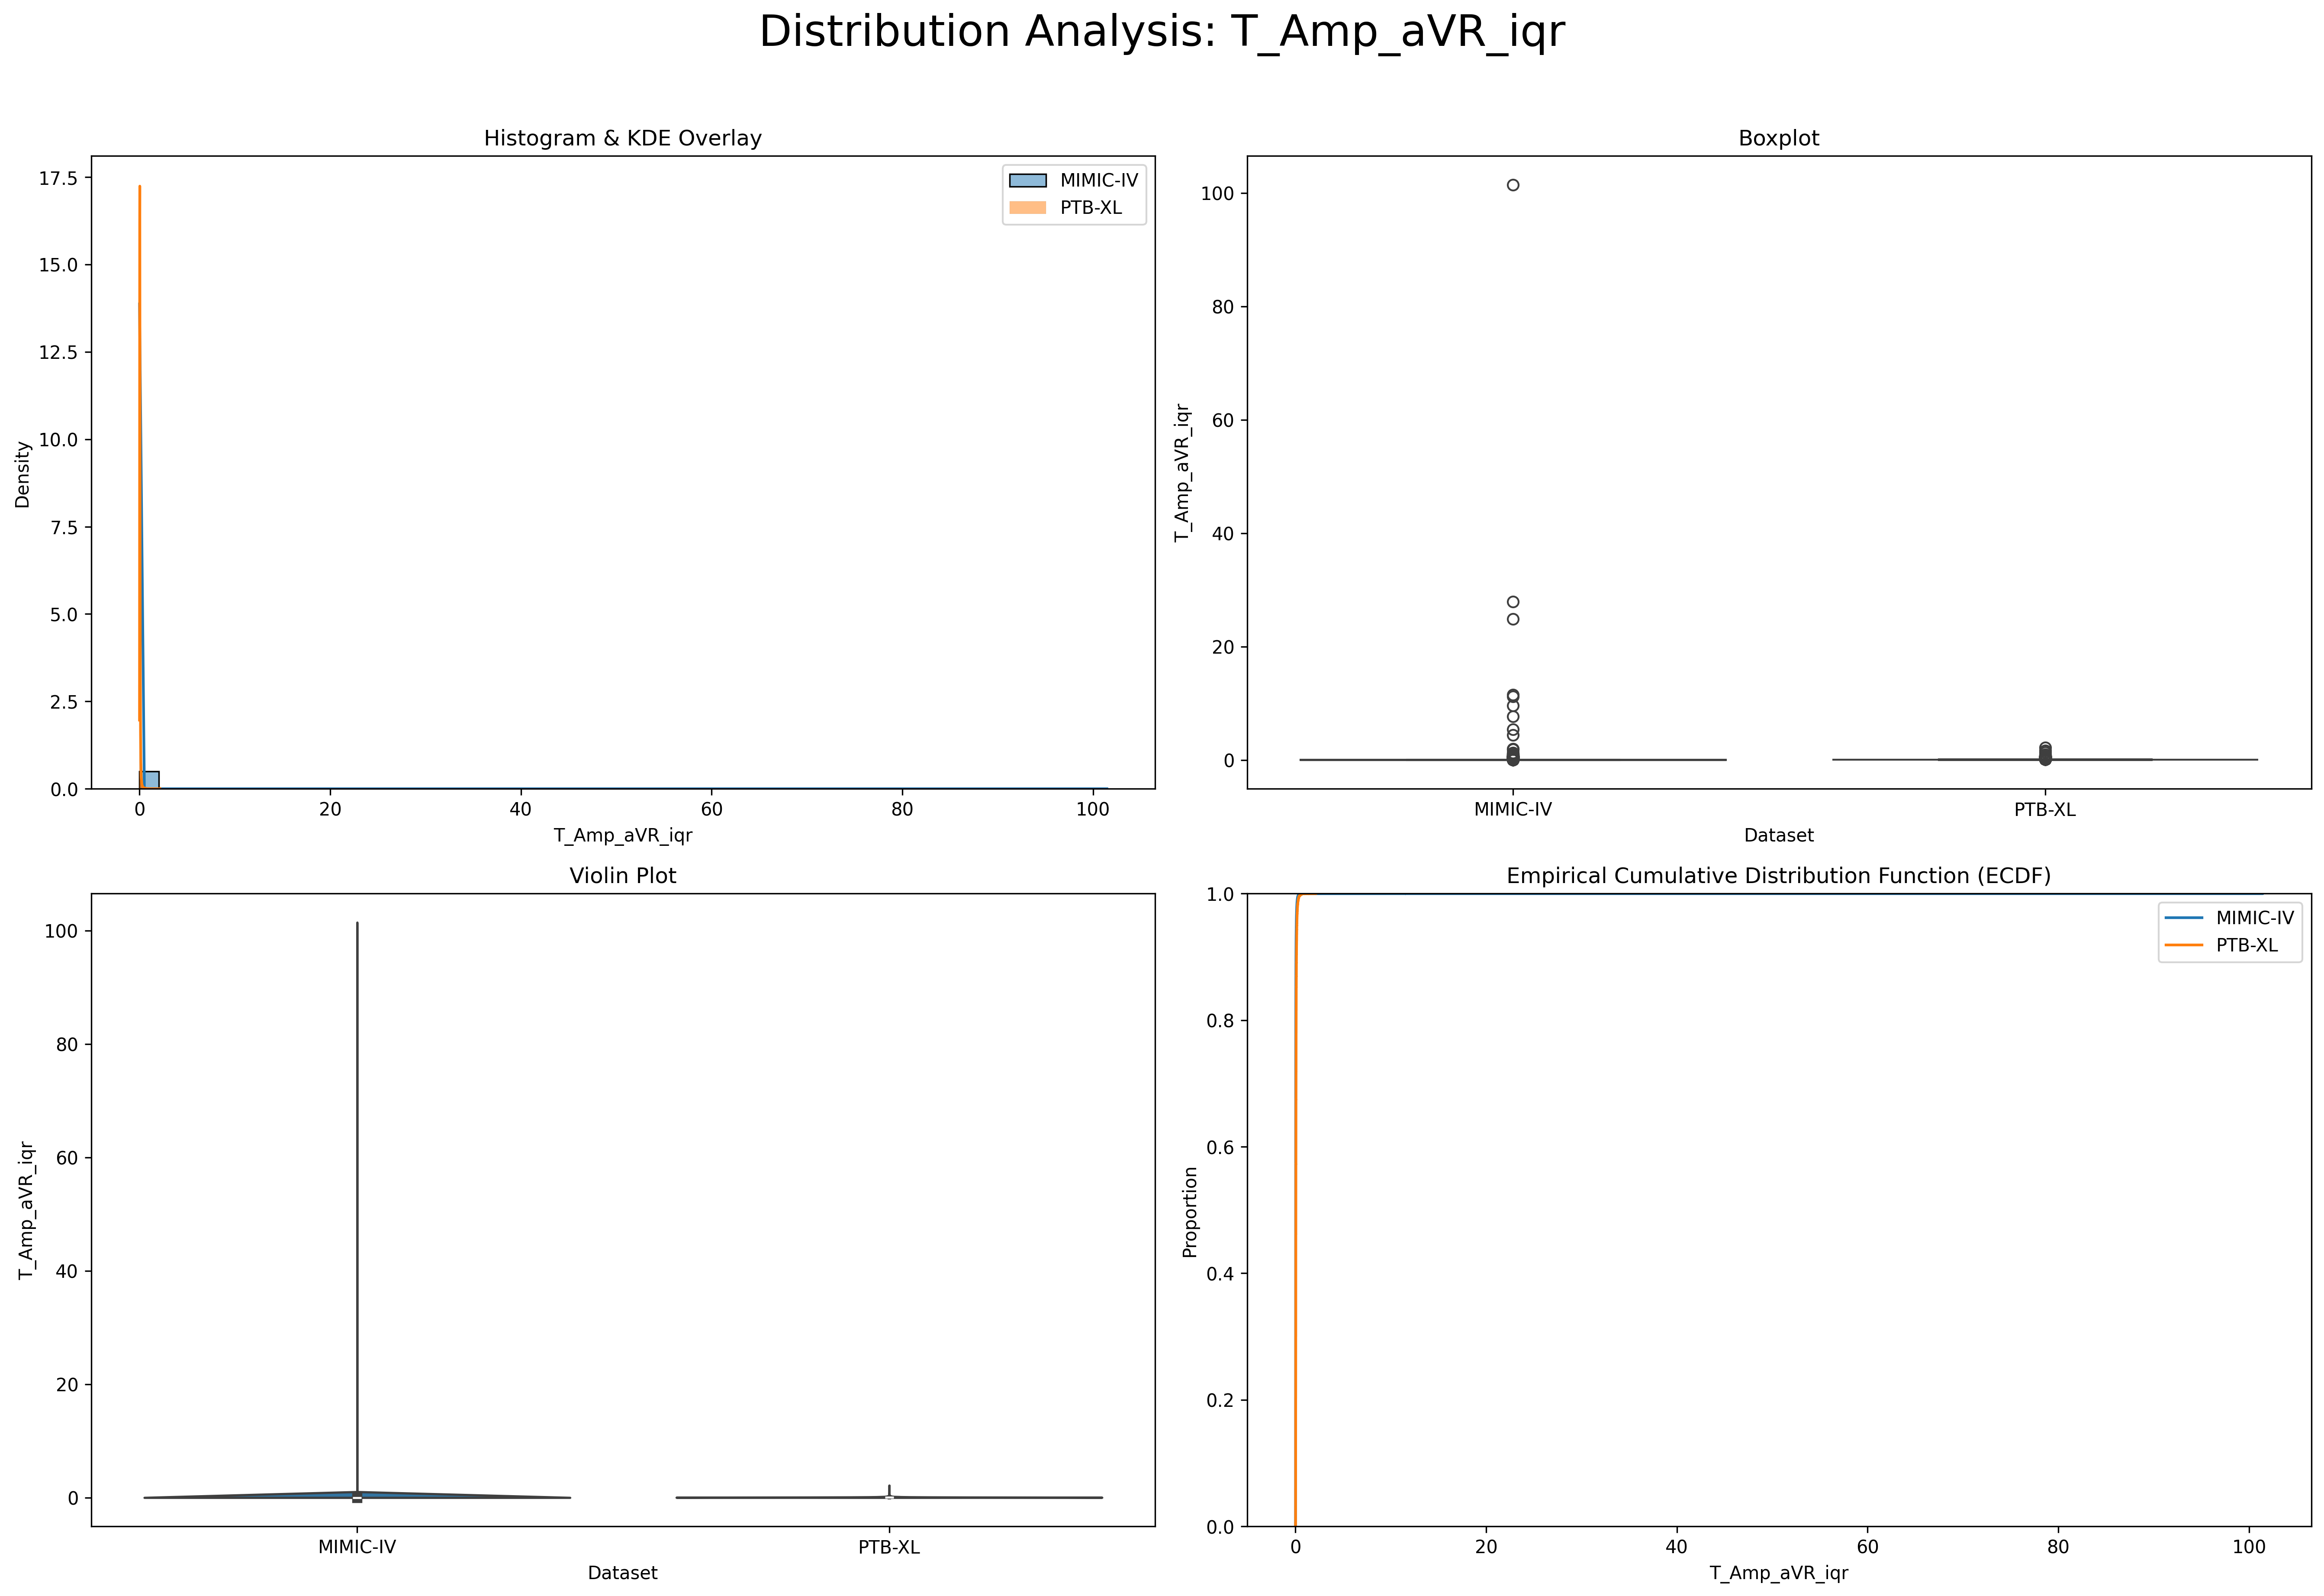 Distribution Analysis: T_Amp_aVR_iqr
Histogram & KDE Overlay
17.5
15.0
12.5
10.0
7.5
5.0
2.5
0.0
Density
0 20 40 60 80 100
T_Amp_aVR_iqr
MIMIC-IV
PTB-XL
Boxplot
100
80
60
40
20
0
T_Amp_aVR_iqr
MIMIC-IV PTB-XL
Dataset
Violin Plot
100
80
60
40
20
0
T_Amp_aVR_iqr
MIMIC-IV PTB-XL
Dataset
Empirical Cumulative Distribution Function (ECDF)
1.0
0.8
0.6
0.4
0.2
0.0
Proportion
0 20 40 60 80 100
T_Amp_aVR_iqr
MIMIC-IV
PTB-XL